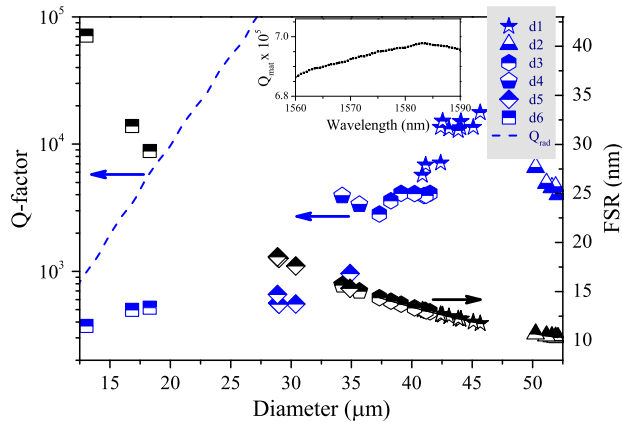 10^5
10^4
10^3
Q-factor
15
20
25
30
35
40
45
50
Diameter (μm)
40
35
30
25
20
15
10
FSR (nm)
7.0
6.8
Q_mat x 10^5
1560
1570
1580
1590
Wavelength (nm)
d1
d2
d3
d4
d5
d6
Q_rad